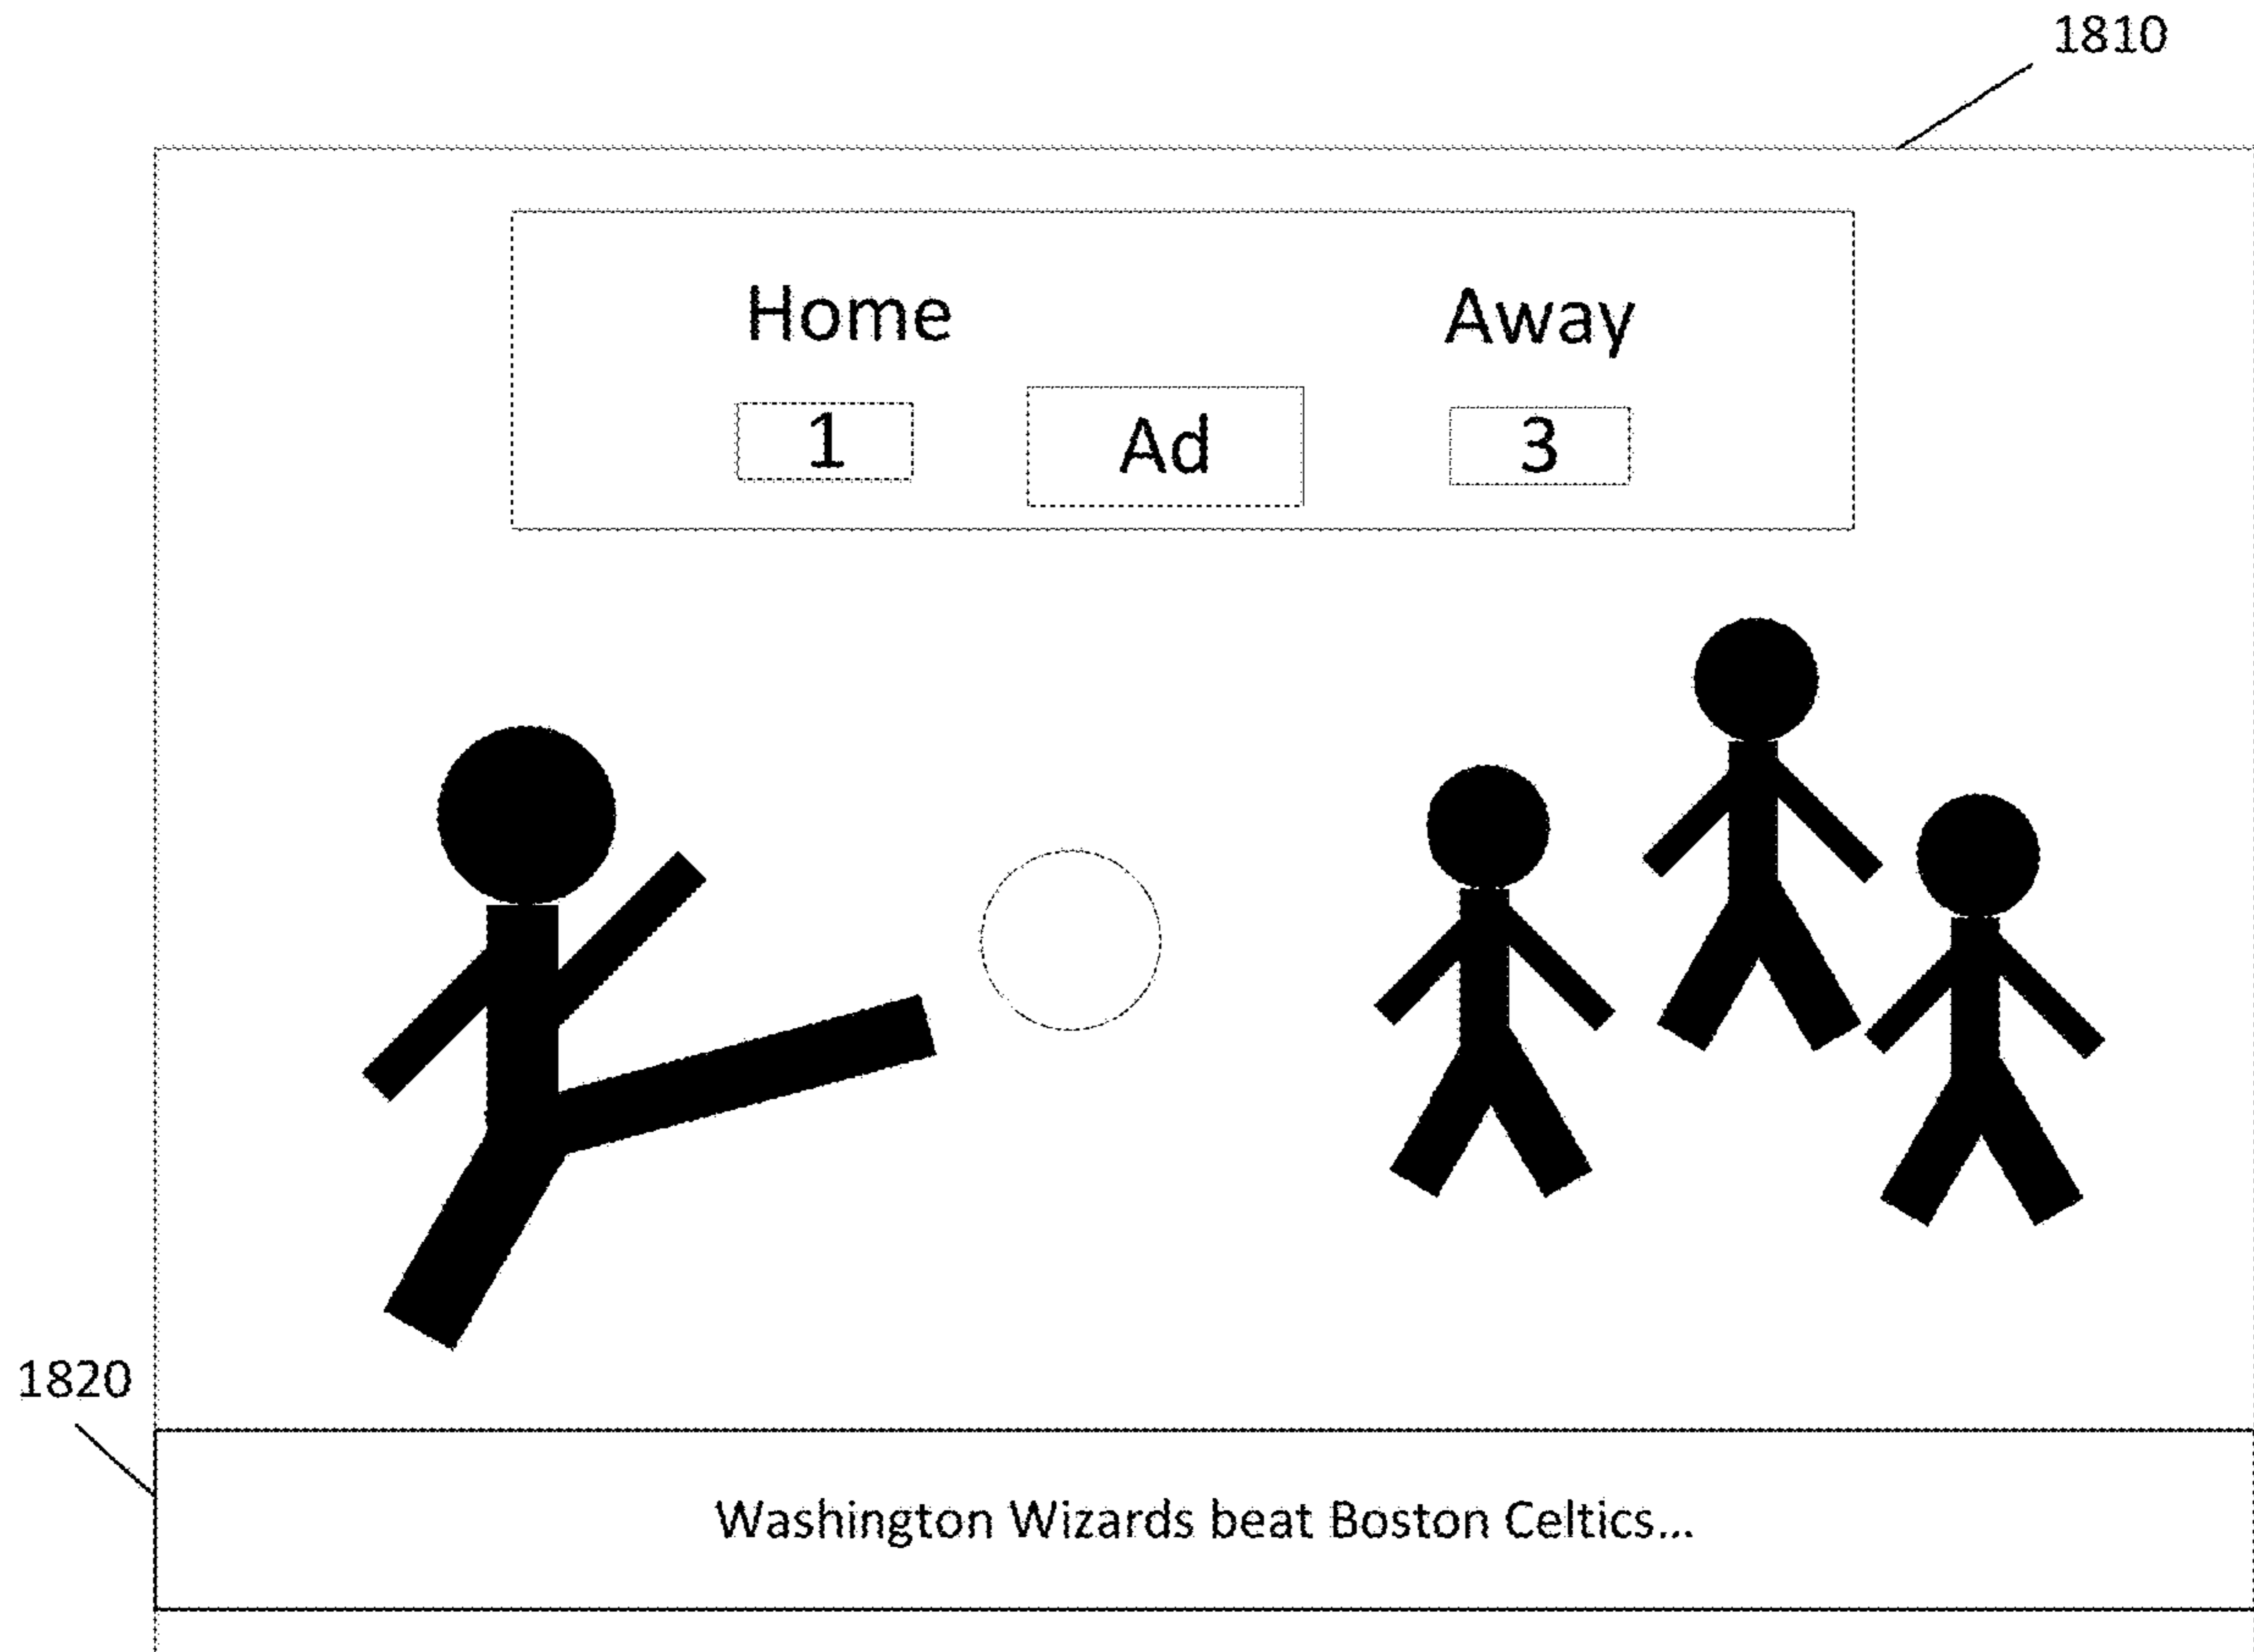 1810
Home Away
1 Ad 3
1820
Washington Wizards beat Boston Celtics...